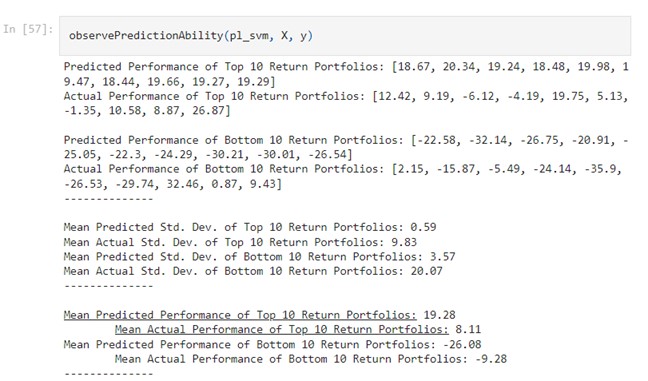 In [57]:
observePredictionAbility(pl_svm, X, y)
Predicted Performance of Top 10 Return Portfolios: [18.67, 20.34, 19.24, 18.48, 19.98, 1
9.47, 18.44, 19.66, 19.27, 19.29]
Actual Performance of Top 10 Return Portfolios: [12.42, 9.19, -6.12, -4.19, 19.75, 5.13,
-1.35, 10.58, 8.87, 26.87]
Predicted Performance of Bottom 10 Return Portfolios: [-22.58, -32.14, -26.75, -20.91, -
25.05, -22.3, -24.29, -30.21, -30.01, -26.54]
Actual Performance of Bottom 10 Return Portfolios: [2.15, -15.87, -5.49, -24.14, -35.9,
-26.53, -29.74, 32.46, 0.87, 9.43]
--------------
Mean Predicted Std. Dev. of Top 10 Return Portfolios: 0.59
Mean Actual Std. Dev. of Top 10 Return Portfolios: 9.83
Mean Predicted Std. Dev. of Bottom 10 Return Portfolios: 3.57
Mean Actual Std. Dev. of Bottom 10 Return Portfolios: 20.07
--------------
Mean Predicted Performance of Top 10 Return Portfolios: 19.28
Mean Actual Performance of Top 10 Return Portfolios: 8.11
Mean Predicted Performance of Bottom 10 Return Portfolios: -26.08
Mean Actual Performance of Bottom 10 Return Portfolios: -9.28
--------------